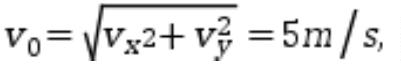 v₀ = √(vₓ2 + v_y²) = 5m / s,